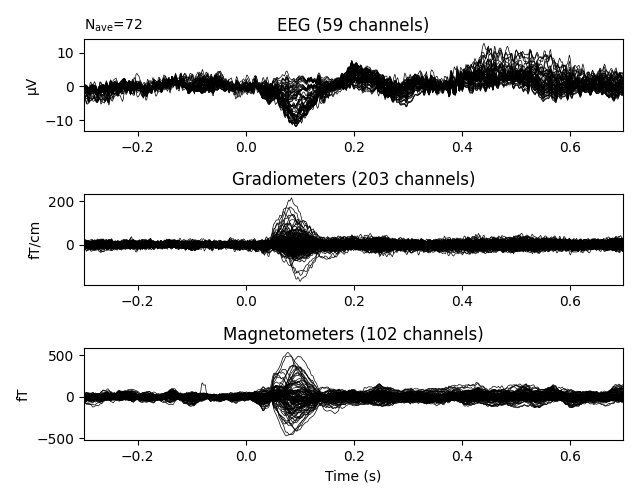 N_ave=72
EEG (59 channels)
µV
10
0
−10
−0.2 0.0 0.2 0.4 0.6
Gradiometers (203 channels)
fT/cm
200
0
−0.2 0.0 0.2 0.4 0.6
Magnetometers (102 channels)
fT
500
0
−500
−0.2 0.0 0.2 0.4 0.6
Time (s)